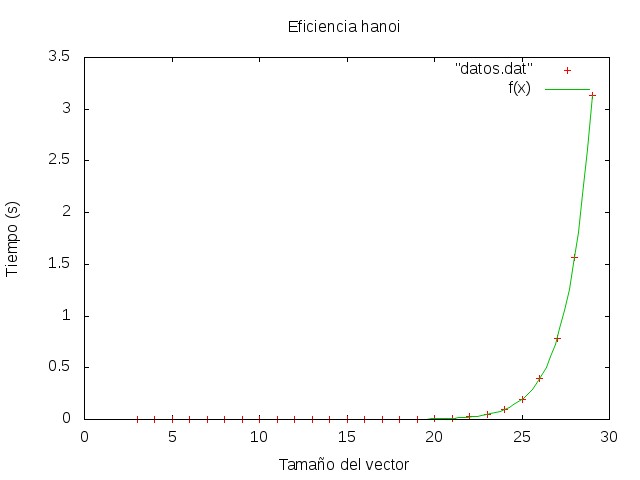 Eficiencia hanoi
3.5
3
2.5
2
1.5
1
0.5
0
Tiempo (s)
"datos.dat"
f(x)
0 5 10 15 20 25 30
Tamaño del vector